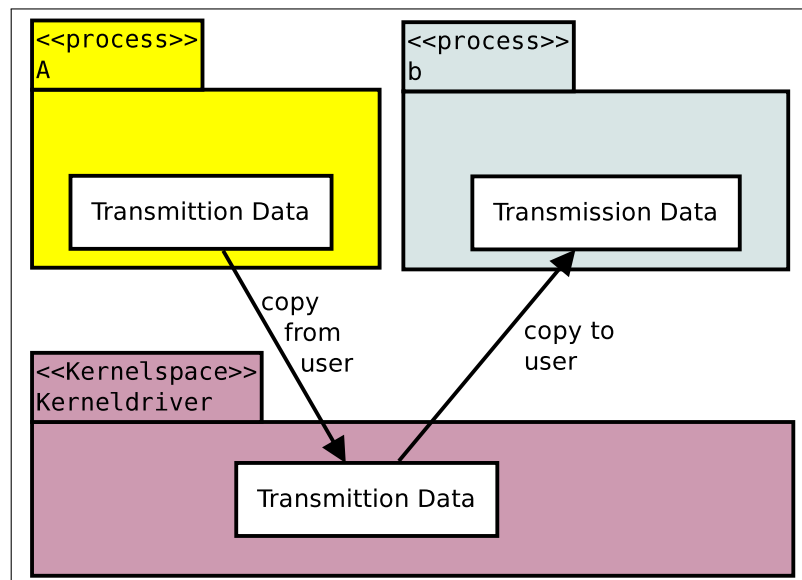 <<process>>
A
<<process>>
b
Transmittion Data
Transmission Data
copy
from
user
copy to
user
<<Kernelspace>>
Kerneldriver
Transmittion Data